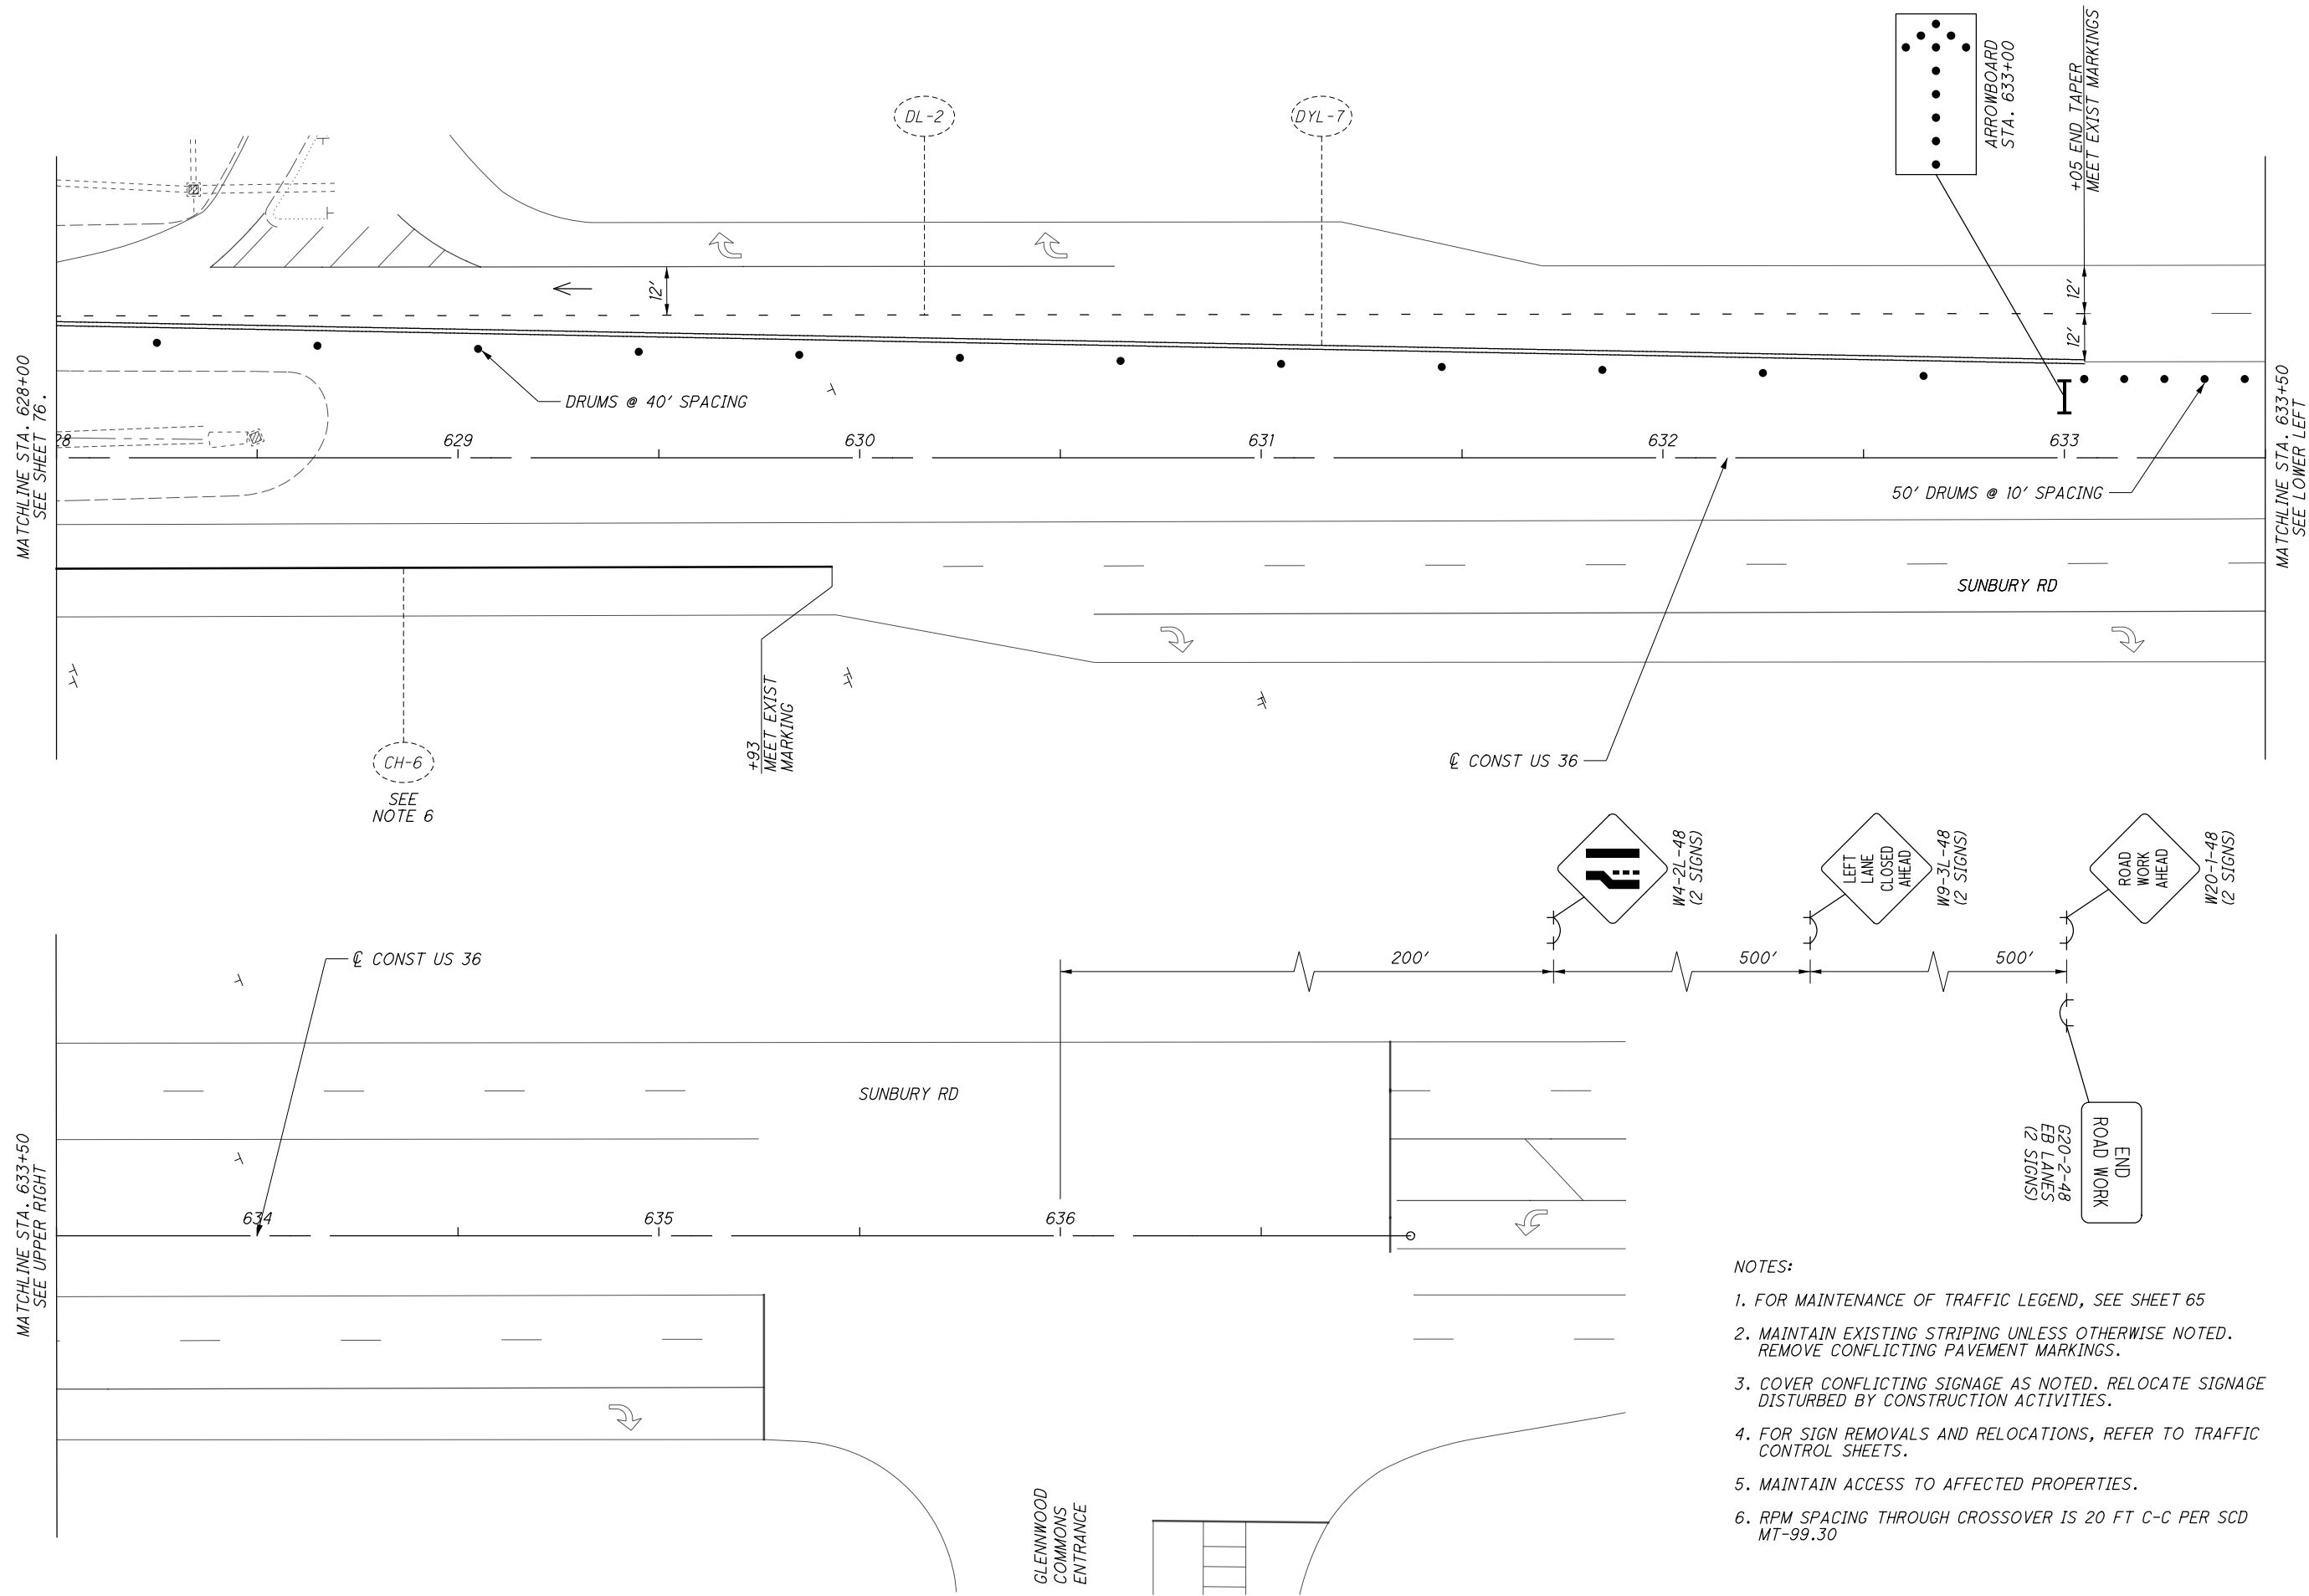 DL-2
DYL-7
ARROWBOARD
STA. 633+00
+05 END TAPER
MEET EXIST MARKINGS
12'
12'
12'
MATCHLINE STA. 628+00
SEE SHEET 76.
DRUMS @ 40' SPACING
28
629
630
631
632
633
50' DRUMS @ 10' SPACING
MATCHLINE STA. 633+50
SEE LOWER LEFT
SUNBURY RD
CH-6
SEE
NOTE 6
+93
MEET EXIST
MARKING
℄ CONST US 36
W4-2L-48
(2 SIGNS)
LEFT
LANE
CLOSED
AHEAD
W9-3L-48
(2 SIGNS)
ROAD
WORK
AHEAD
W20-1-48
(2 SIGNS)
℄ CONST US 36
200'
500'
500'
SUNBURY RD
END
ROAD WORK
G20-2-48
EB LANES
(2 SIGNS)
MATCHLINE STA. 633+50
SEE UPPER RIGHT
634
635
636
GLENNWOOD
COMMONS
ENTRANCE
NOTES:
1. FOR MAINTENANCE OF TRAFFIC LEGEND, SEE SHEET 65
2. MAINTAIN EXISTING STRIPING UNLESS OTHERWISE NOTED.
REMOVE CONFLICTING PAVEMENT MARKINGS.
3. COVER CONFLICTING SIGNAGE AS NOTED. RELOCATE SIGNAGE
DISTURBED BY CONSTRUCTION ACTIVITIES.
4. FOR SIGN REMOVALS AND RELOCATIONS, REFER TO TRAFFIC
CONTROL SHEETS.
5. MAINTAIN ACCESS TO AFFECTED PROPERTIES.
6. RPM SPACING THROUGH CROSSOVER IS 20 FT C-C PER SCD
MT-99.30